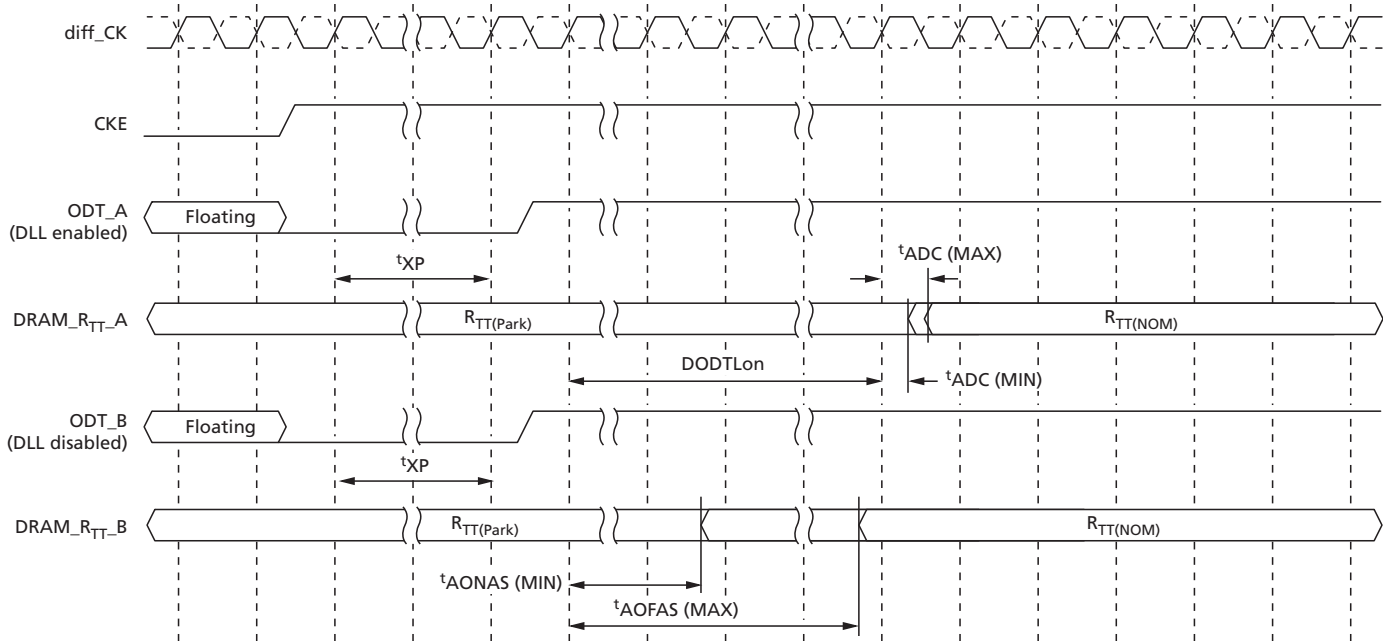 diff_CK
CKE
ODT_A
(DLL enabled)
Floating
tXP
tADC (MAX)
DRAM_RTT_A
RTT(Park)
RTT(NOM)
DODTLon
tADC (MIN)
ODT_B
(DLL disabled)
Floating
tXP
DRAM_RTT_B
RTT(Park)
RTT(NOM)
tAONAS (MIN)
tAOFAS (MAX)